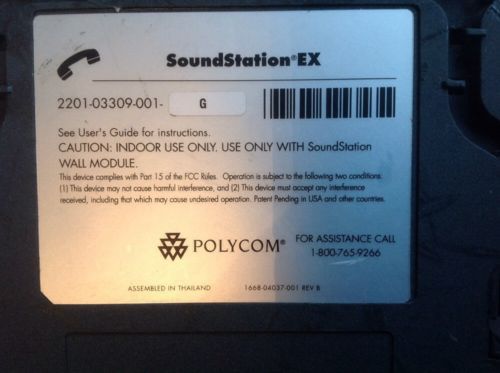 SoundStation®EX
2201-03309-001- G
See User's Guide for instructions.
CAUTION: INDOOR USE ONLY. USE ONLY WITH SoundStation
WALL MODULE.
This device complies with Part 15 of the FCC Rules. Operation is subject to the following two conditions:
(1) This device may not cause harmful interference, and (2) This device must accept any interference
received, including that which may cause undesired operation. Patent Pending in USA and other countries.
POLYCOM®
FOR ASSISTANCE CALL
1-800-765-9266
ASSEMBLED IN THAILAND 1668-04037-001 REV B